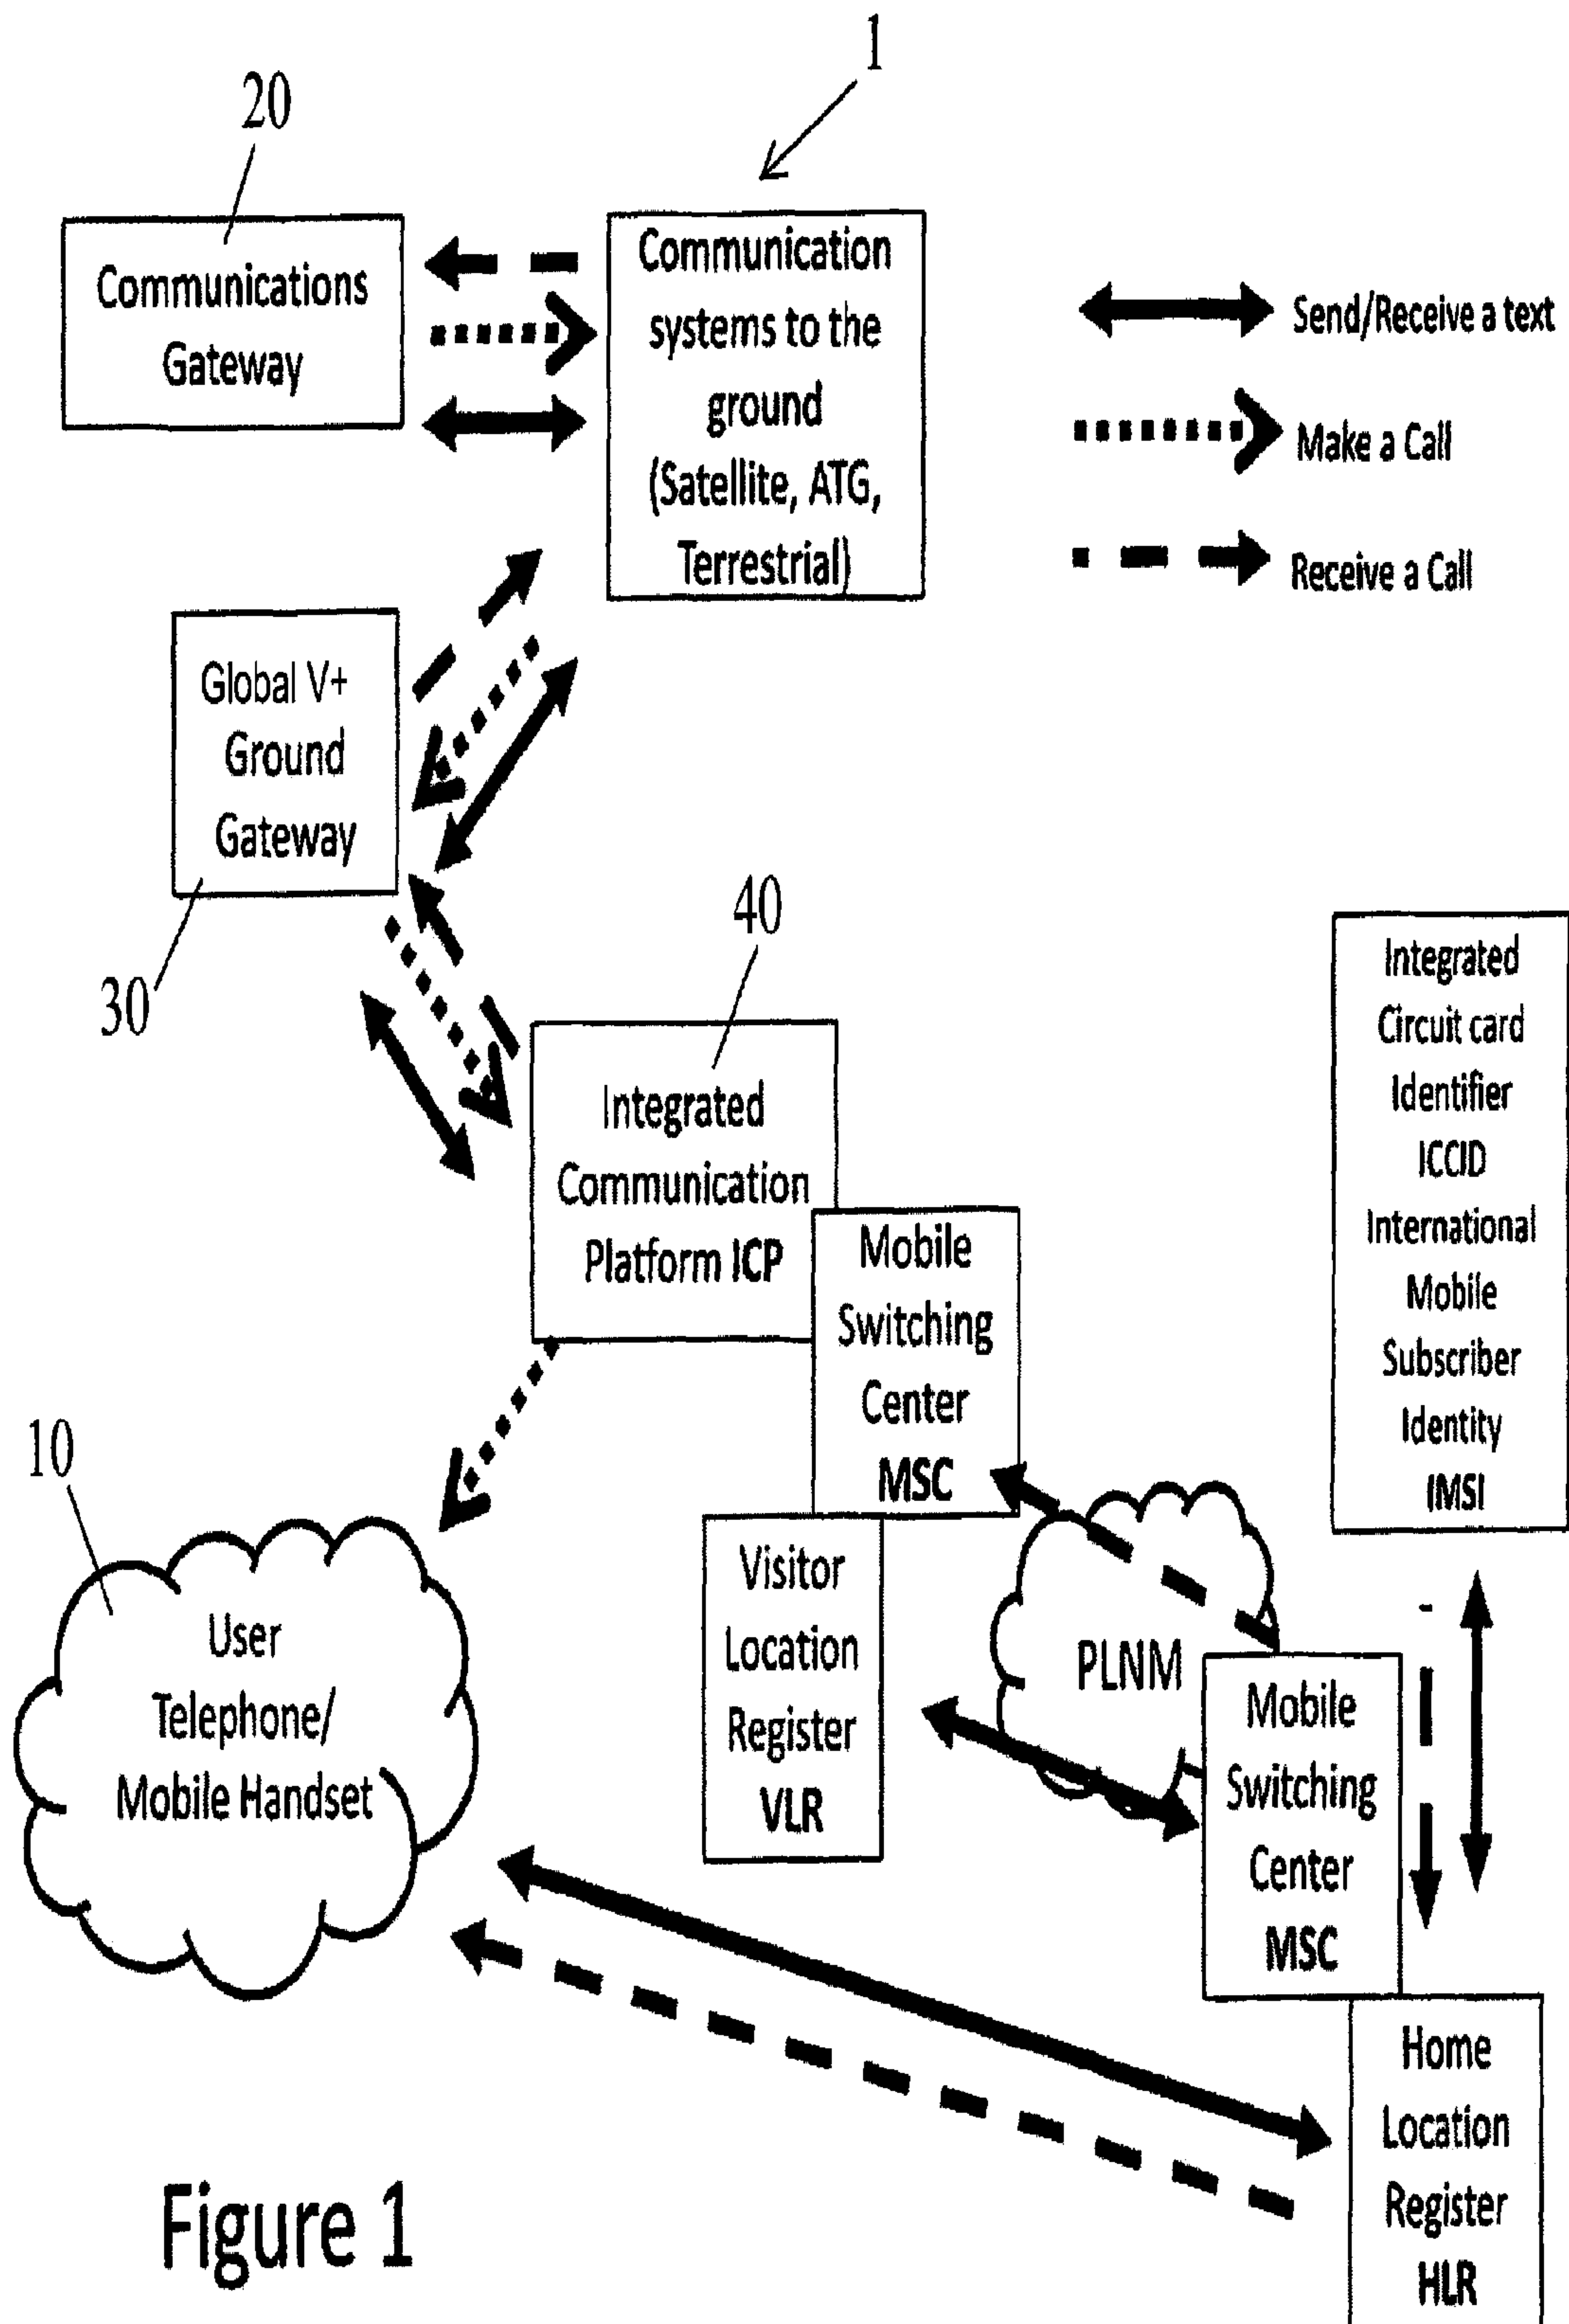 1
20
Communications
Gateway
Communication
systems to the
ground
(Satellite, ATG,
Terrestrial)
Send/Receive a text
Make a Call
Receive a Call
Global V+
Ground
Gateway
30
40
Integrated
Communication
Platform ICP
Mobile
Switching
Center
MSC
Integrated
Circuit card
Identifier
ICCID
International
Mobile
Subscriber
Identity
IMSI
10
User
Telephone/
Mobile Handset
Visitor
Location
Register
VLR
PLNM
Mobile
Switching
Center
MSC
Home
Location
Register
HLR
Figure 1